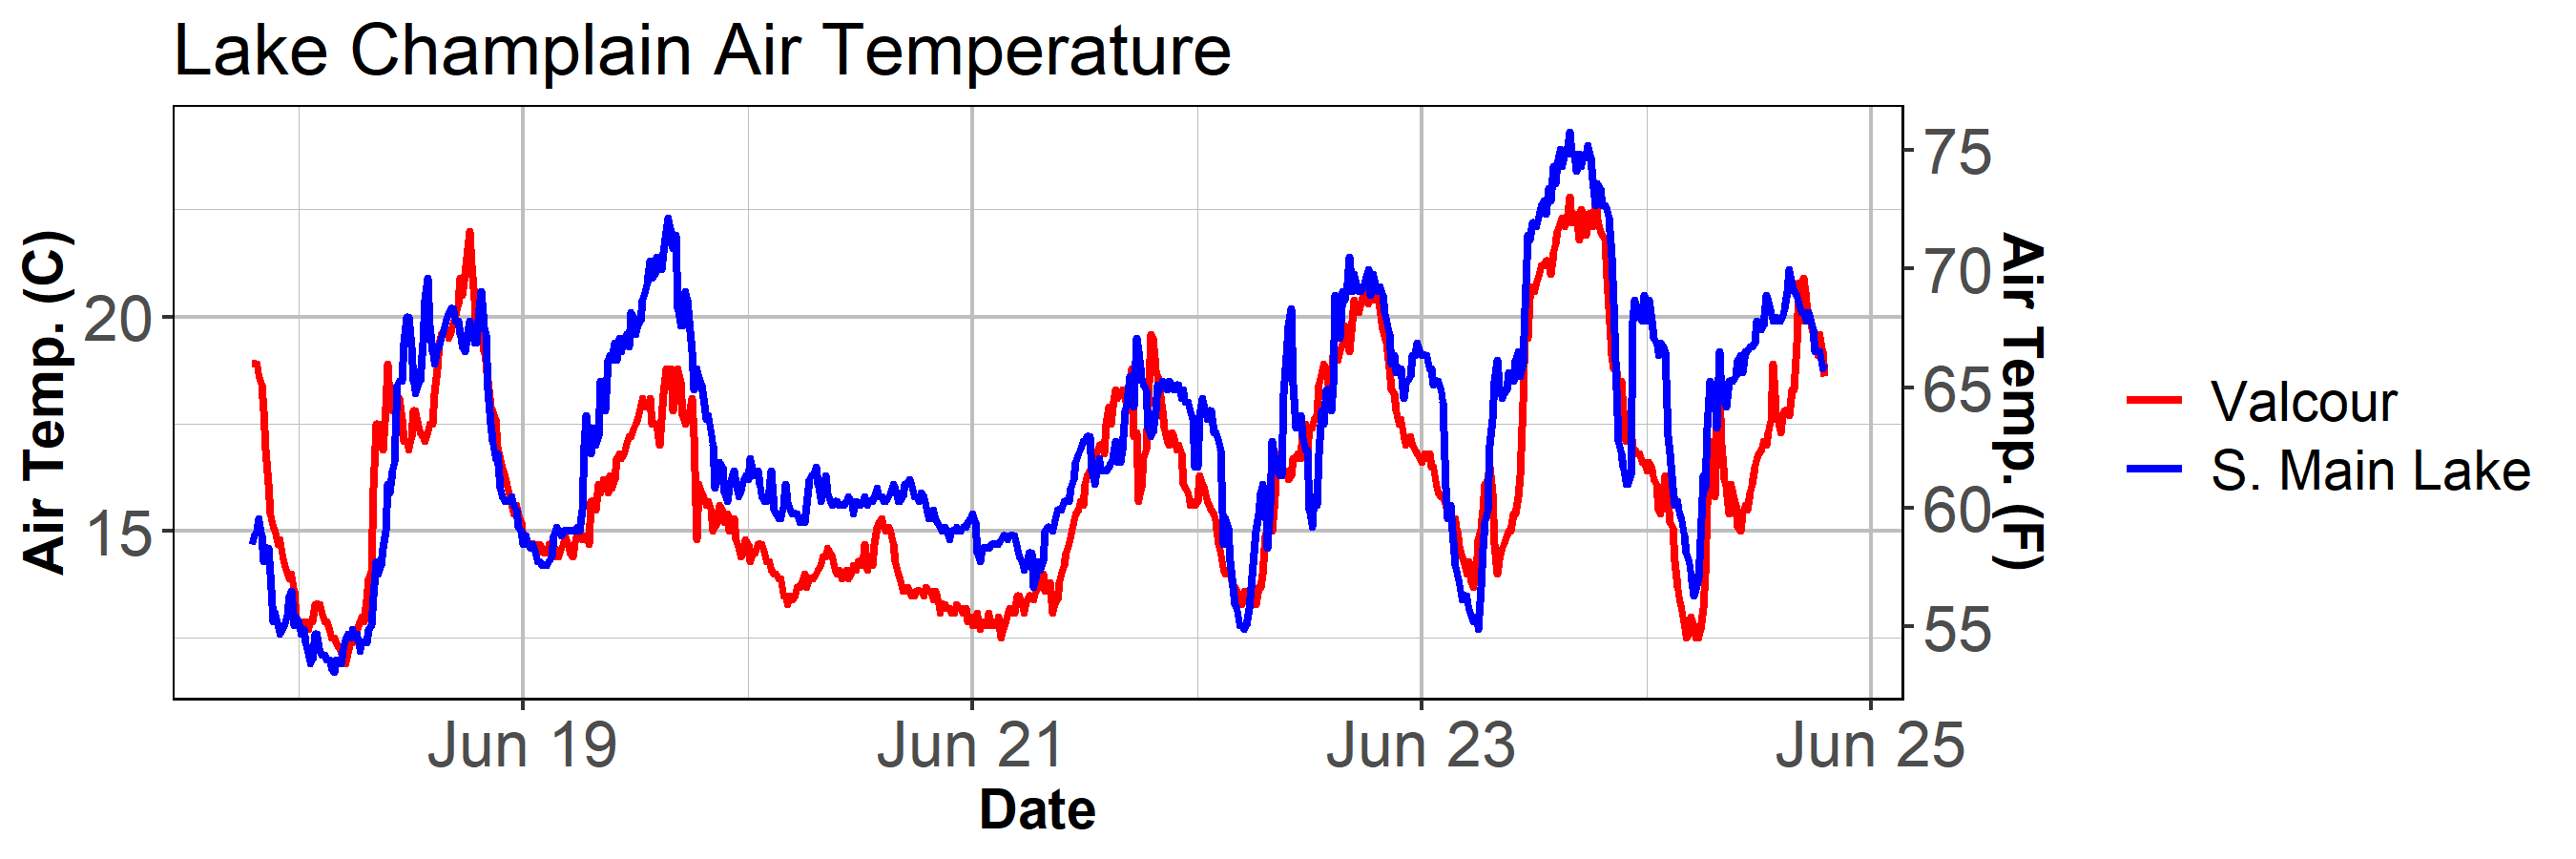 Lake Champlain Air Temperature
Air Temp. (C)
20
15
75
70
65
60
55
Air Temp. (F)
Jun 19
Jun 21
Jun 23
Jun 25
Date
Valcour
S. Main Lake